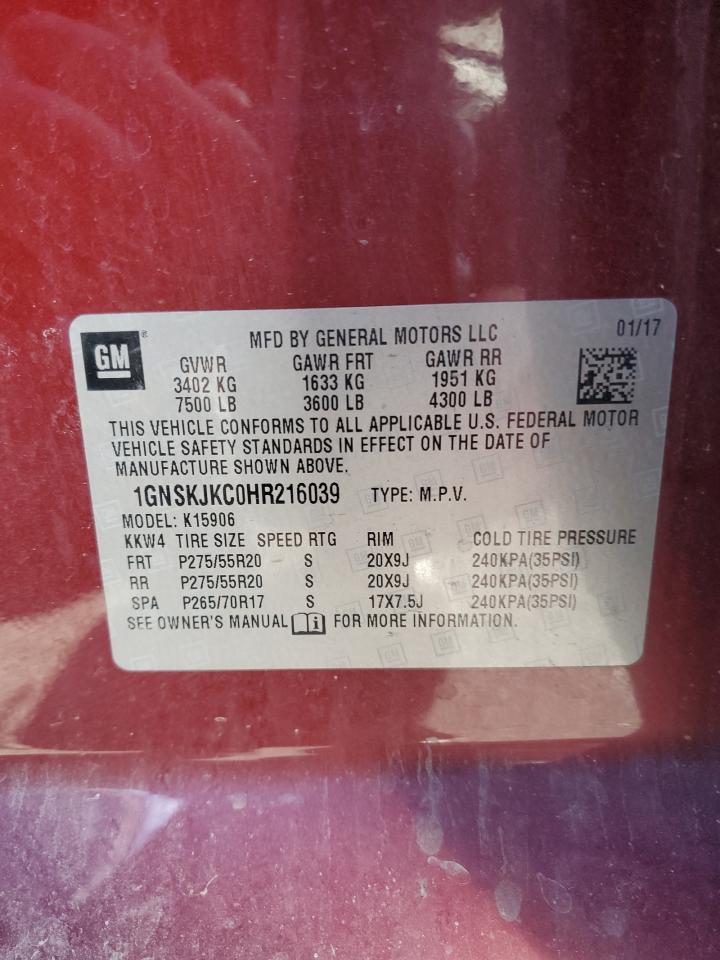 GM ®
MFD BY GENERAL MOTORS LLC 01/17
GVWR GAWR FRT GAWR RR
3402 KG 1633 KG 1951 KG
7500 LB 3600 LB 4300 LB
THIS VEHICLE CONFORMS TO ALL APPLICABLE U.S. FEDERAL MOTOR
VEHICLE SAFETY STANDARDS IN EFFECT ON THE DATE OF
MANUFACTURE SHOWN ABOVE.
1GNSKJKC0HR216039 TYPE: M.P.V.
MODEL: K15906
KKW4 TIRE SIZE SPEED RTG RIM COLD TIRE PRESSURE
FRT P275/55R20 S 20X9J 240KPA(35PSI)
RR P275/55R20 S 20X9J 240KPA(35PSI)
SPA P265/70R17 S 17X7.5J 240KPA(35PSI)
SEE OWNER'S MANUAL i FOR MORE INFORMATION.